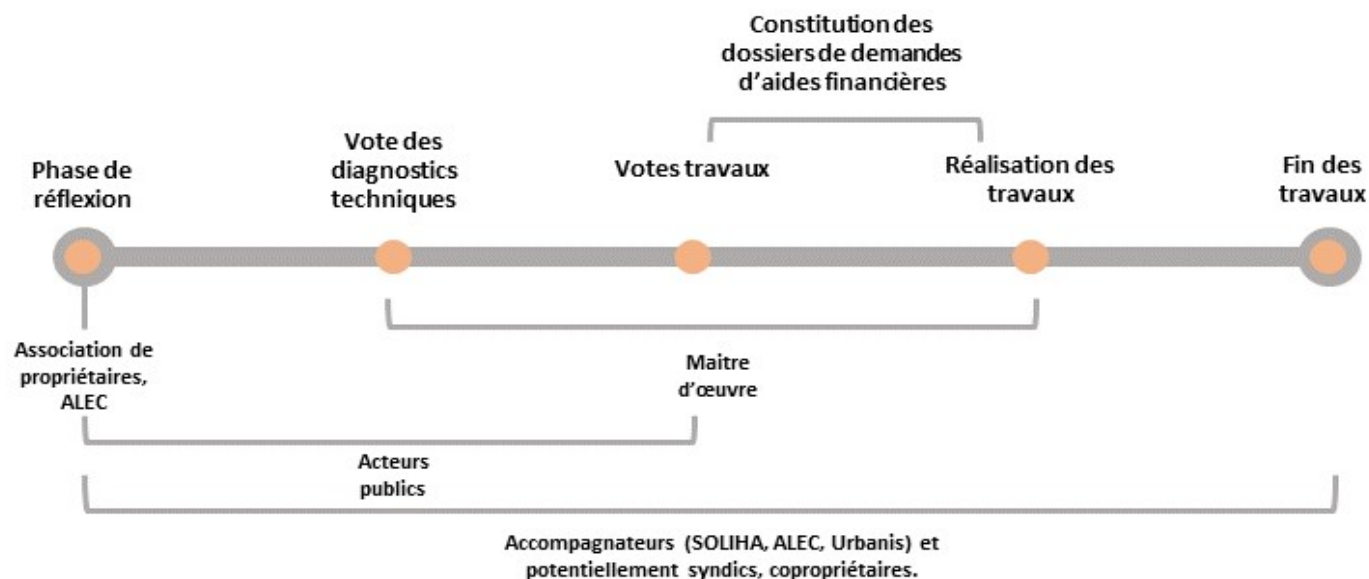 Constitution des
dossiers de demandes
d'aides financières
Phase de
réflexion
Vote des
diagnostics
techniques
Votes travaux
Réalisation des
travaux
Fin des
travaux
Association de
propriétaires,
ALEC
Maitre
d'œuvre
Acteurs
publics
Accompagnateurs (SOLIHA, ALEC, Urbanis) et
potentiellement syndics, copropriétaires.